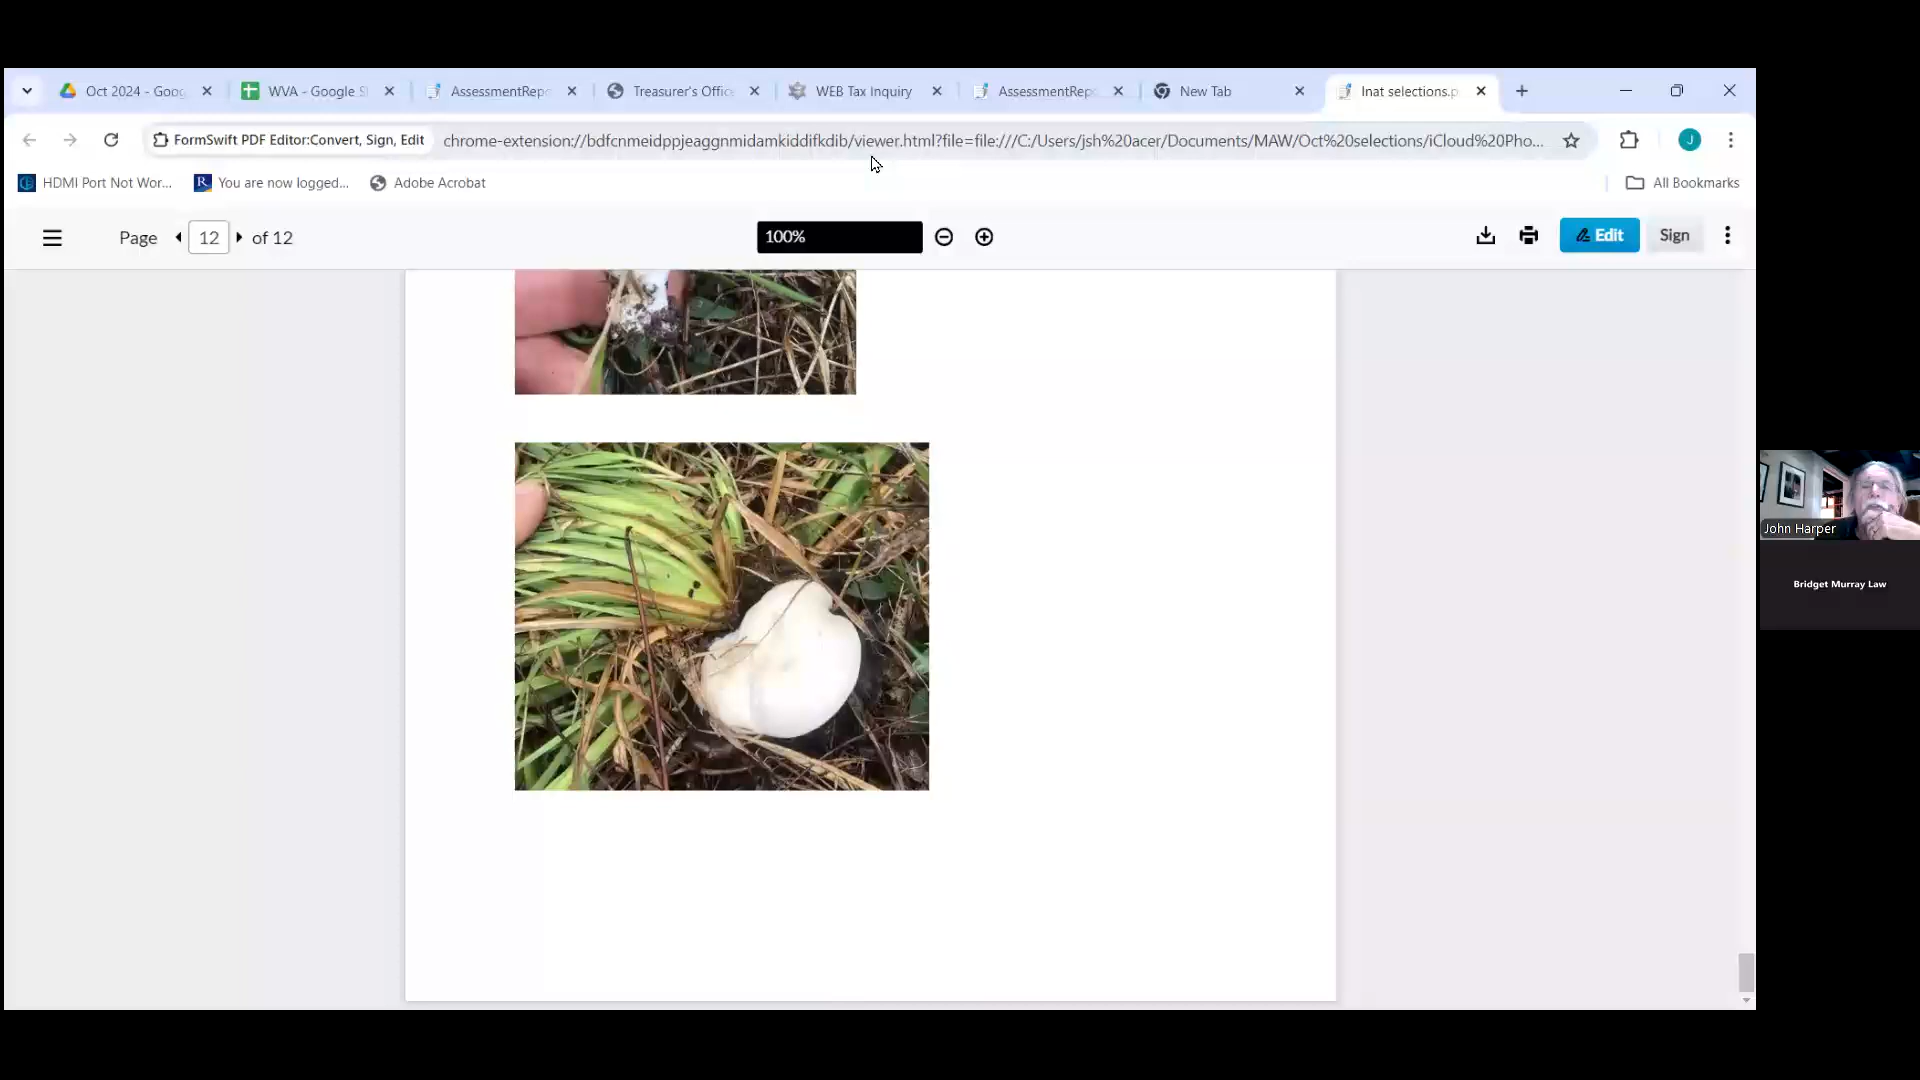 Oct 2024 - Goog
WVA - Google S
AssessmentRepo
Treasurer's Office
WEB Tax Inquiry
AssessmentRepo
New Tab
Inat selections.p
FormSwift PDF Editor:Convert, Sign, Edit
chrome-extension://bdfcnmeidppjeaggnmidamkiddifkdib/viewer.html?file=file:///C:/Users/jsh%20acer/Documents/MAW/Oct%20selections/iCloud%20Pho...
J
HDMI Port Not Wor...
R
You are now logged...
Adobe Acrobat
All Bookmarks
Page 12 of 12
100%
Edit
Sign
John Harper
Bridget Murray Law